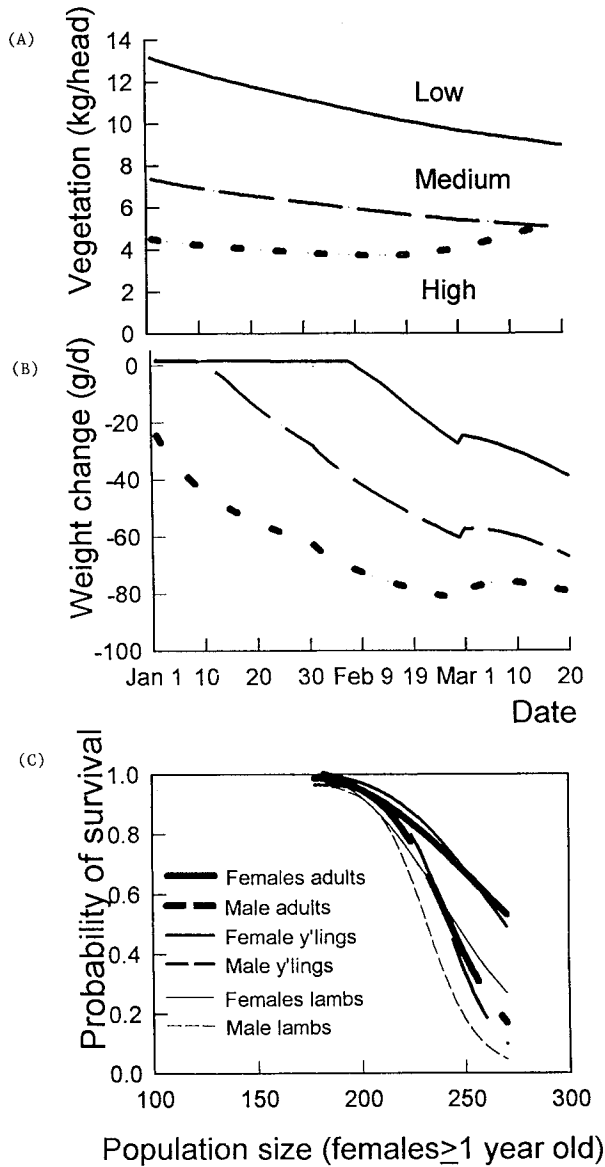 (A)
Vegetation (kg/head)
14
12
10
8
6
4
2
0
Low
Medium
High
(B)
Weight change (g/d)
0
-20
-40
-60
-80
-100
Jan 1 10 20 30 Feb 9 19 Mar 1 10 20
Date
(C)
Probability of survival
1.0
0.8
0.6
0.4
0.2
0.0
Females adults
Male adults
Female y'lings
Male y'lings
Females lambs
Male lambs
100 150 200 250 300
Population size (females≥1 year old)